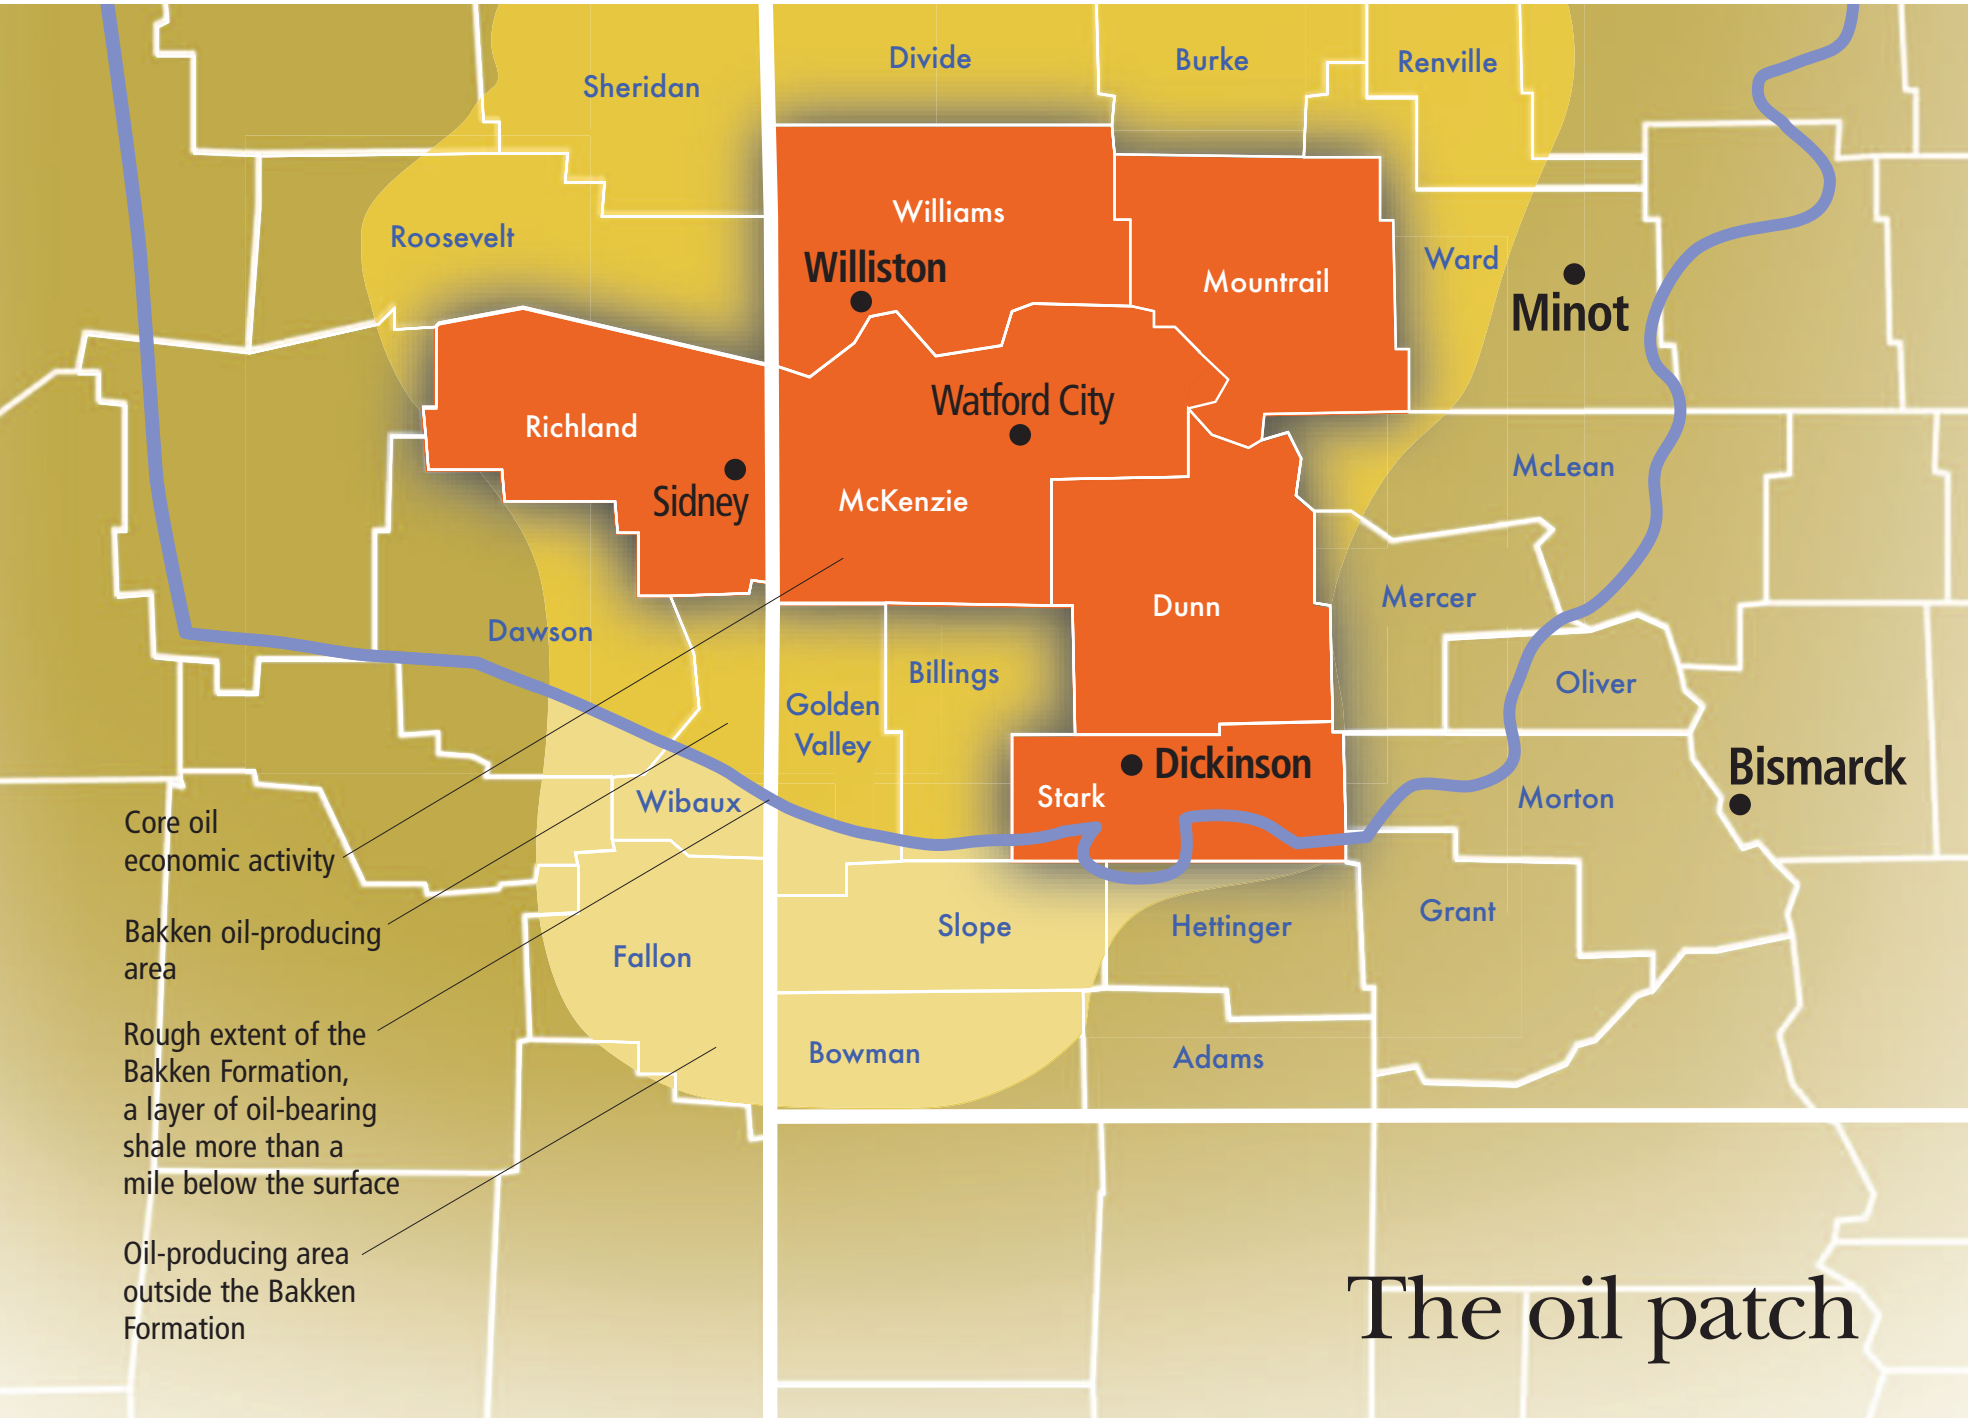 Divide
Burke
Renville
Sheridan
Williams
Roosevelt
Ward
Williston
Mountrail
Minot
Watford City
Richland
McLean
Sidney
McKenzie
Mercer
Dunn
Dawson
Billings
Oliver
Golden
Valley
Dickinson
Bismarck
Stark
Wibaux
Morton
Core oil
economic activity
Grant
Slope
Hettinger
Bakken oil-producing
area
Fallon
Rough extent of the
Bakken Formation,
a layer of oil-bearing
shale more than a
mile below the surface
Bowman
Adams
Oil-producing area
outside the Bakken
Formation
The oil patch